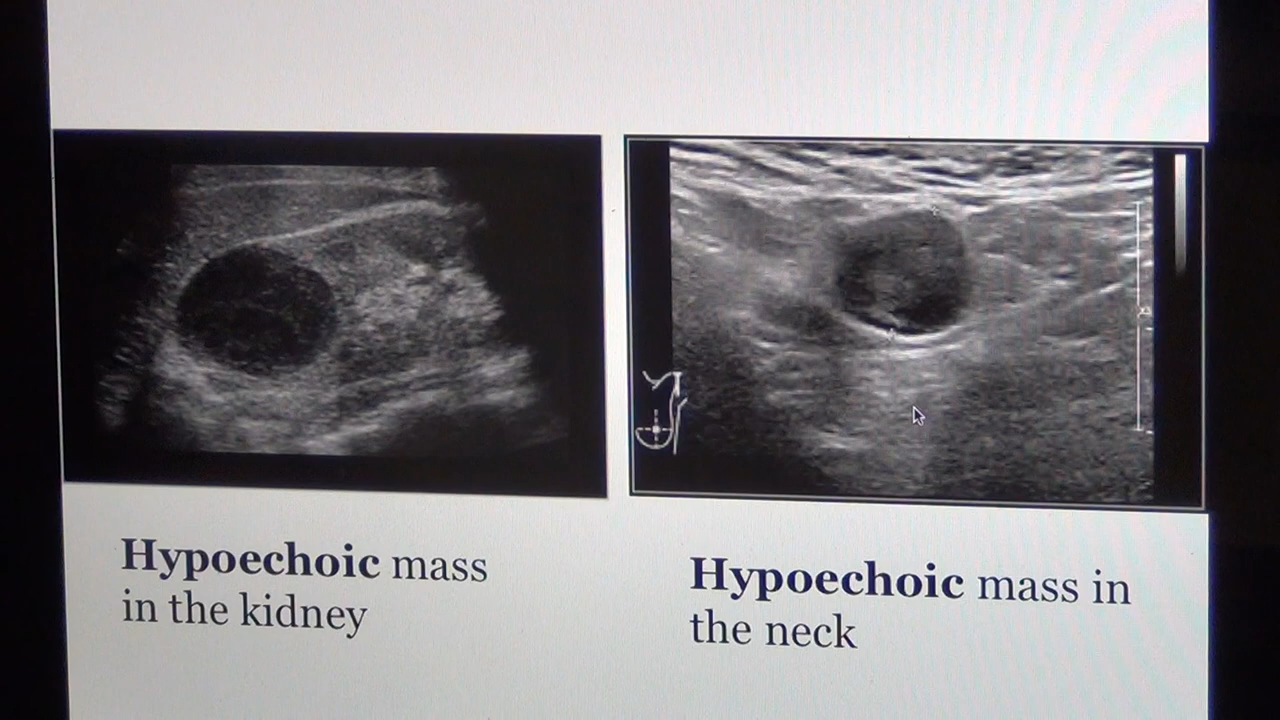 Hypoechoic mass
in the kidney
Hypoechoic mass in
the neck